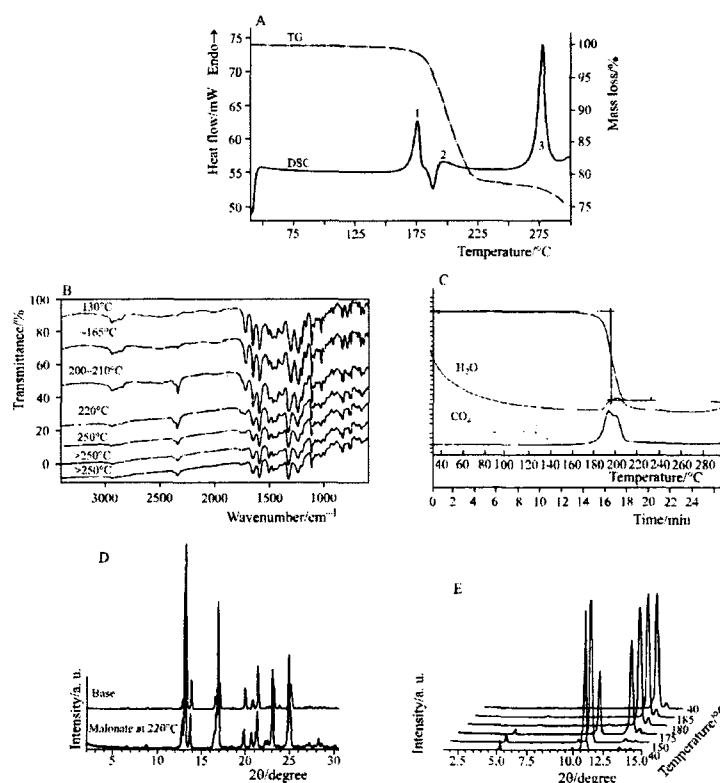 A
Heat flow/mW Endo→
75
70
65
60
55
50
TG
DSC
1
2
3
100
95
90
85
80
75
Mass loss/%
75 125 175 225 275
Temperature/°C
B
Transmittance/%
100
80
60
40
20
0
130°C
~165°C
200~210°C
220°C
250°C
>250°C
>250°C
3000 2000 1500 1000
Wavenumber/cm⁻¹
C
H₂O
40 60 80 100 120 140 160 180 200 220 240 260 280
Temperature/°C
0 2 4 6 8 10 12 14 12 14 16 18 20 22 24
Time/min
D
Intensity/a. u.
Base
Malonate at 220°C
5 10 15 20 25 30
2θ/degree
E
Intensity/a. u.
40
185
180
175
150
40
Temperature/°C
2.5 5.0 7.5 10.0 12.5 15.0
2θ/degree